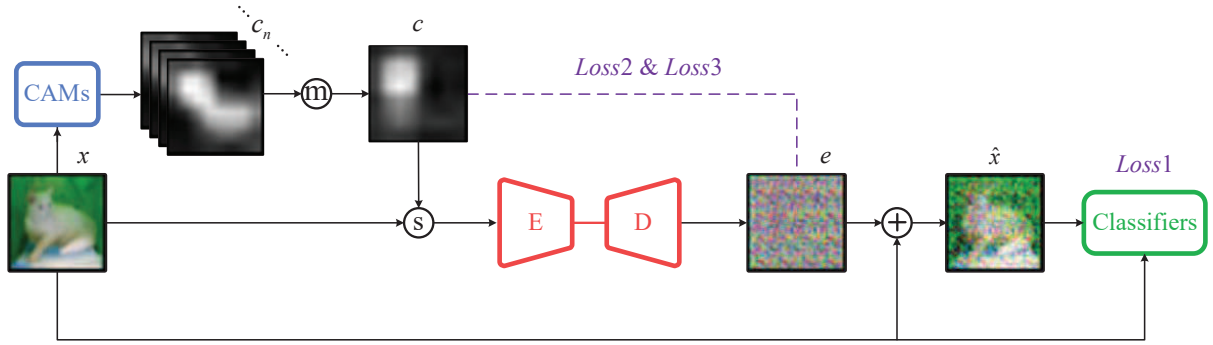 ... c_n ...
c
CAMs
m
Loss2 & Loss3
x
e
x̂
Loss1
s
E
D
+
Classifiers